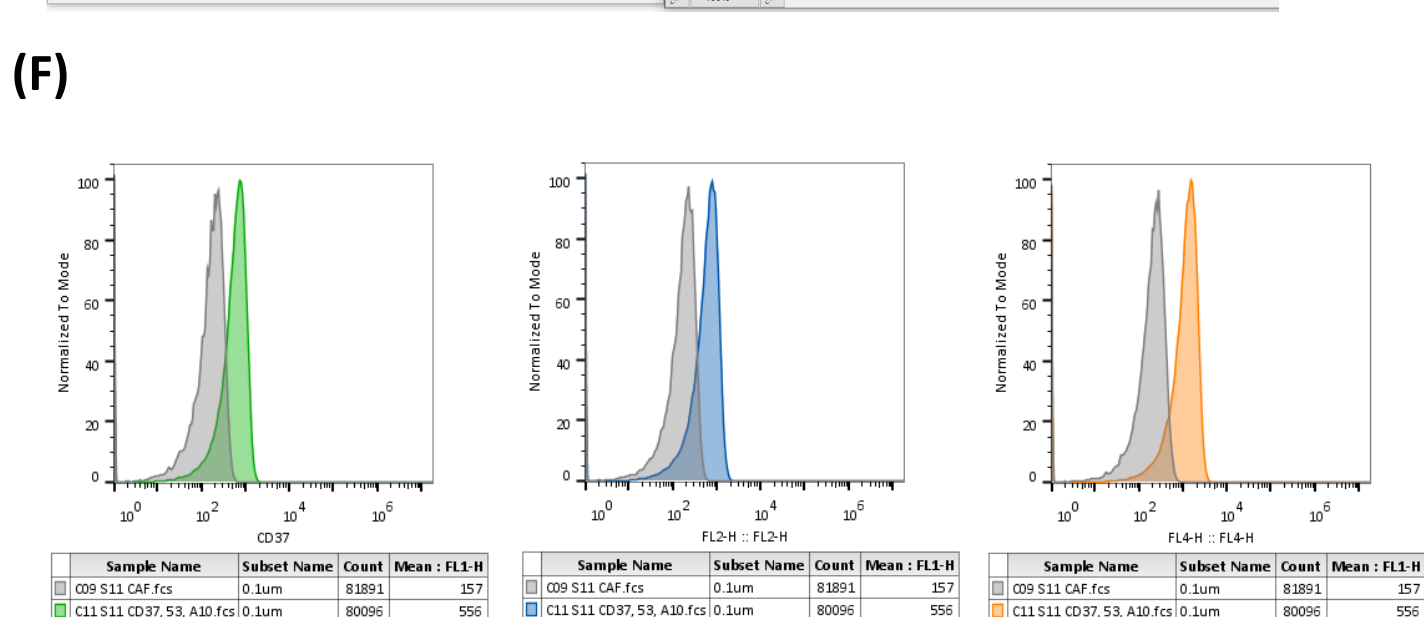 (F)
100
80
60
40
20
0
Normalized To Mode
10^0 10^2 10^4 10^6
CD37
Sample Name Subset Name Count Mean : FL1-H
C09 S11 CAF.fcs 0.1um 81891 157
C11 S11 CD37, 53, A10.fcs 0.1um 80096 556
100
80
60
40
20
0
Normalized To Mode
10^0 10^2 10^4 10^6
FL2-H :: FL2-H
Sample Name Subset Name Count Mean : FL1-H
C09 S11 CAF.fcs 0.1um 81891 157
C11 S11 CD37, 53, A10.fcs 0.1um 80096 556
100
80
60
40
20
0
Normalized To Mode
10^0 10^2 10^4 10^6
FL4-H :: FL4-H
Sample Name Subset Name Count Mean : FL1-H
C09 S11 CAF.fcs 0.1um 81891 157
C11 S11 CD37, 53, A10.fcs 0.1um 80096 556